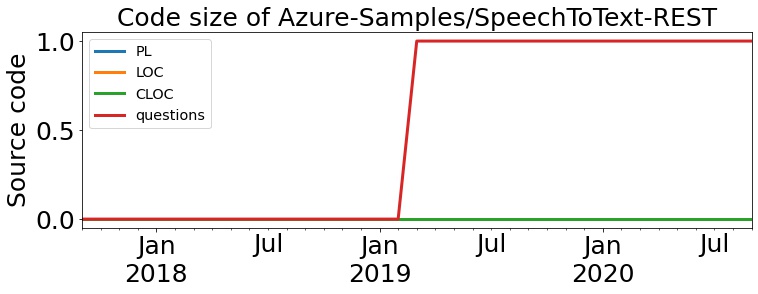 Code size of Azure-Samples/SpeechToText-REST
Source code
1.0
0.5
0.0
PL
LOC
CLOC
questions
Jan Jul Jan Jul Jan Jul
2018 2019 2020